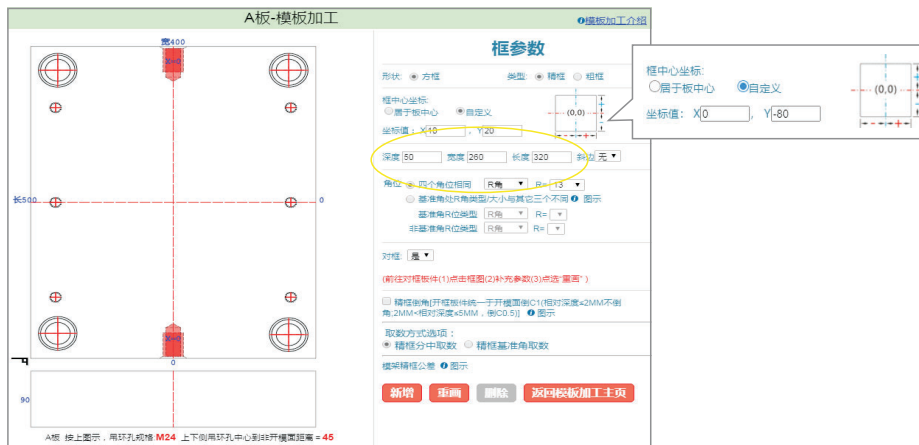 A板-模板加工
模板加工介绍
宽400
X=0
长500
0
X=0
0
90
A板 按上图示，吊环孔规格:M24 上下侧吊环孔中心到非开模面距离 = 45
框参数
形状: 方框 类型: 精框 粗框
框中心坐标:
居于板中心 自定义
(0,0)
坐标值： X 10 ，Y 20
深度 50 宽度 260 长度 320 斜边 无
角位 四个角位相同 R角 R= 13
基准角处R角类型/大小与其它三个不同 图示
基准角R位类型 R角 R=
非基准角R位类型 R角 R=
对框: 是
(前往对框板件(1)点击框图(2)补充参数(3)点选"重画" )
精框倒角[开框板件统一于开模面倒C1(相对深度≤2MM不倒
角;2MM<相对深度≤5MM，倒C0.5)] 图示
取数方式选项：
精框分中取数 精框基准角取数
模架精框公差 图示
新增 重画 删除 返回模板加工主页
框中心坐标:
居于板中心 自定义
坐标值： X 0 ，Y -80
(0,0)